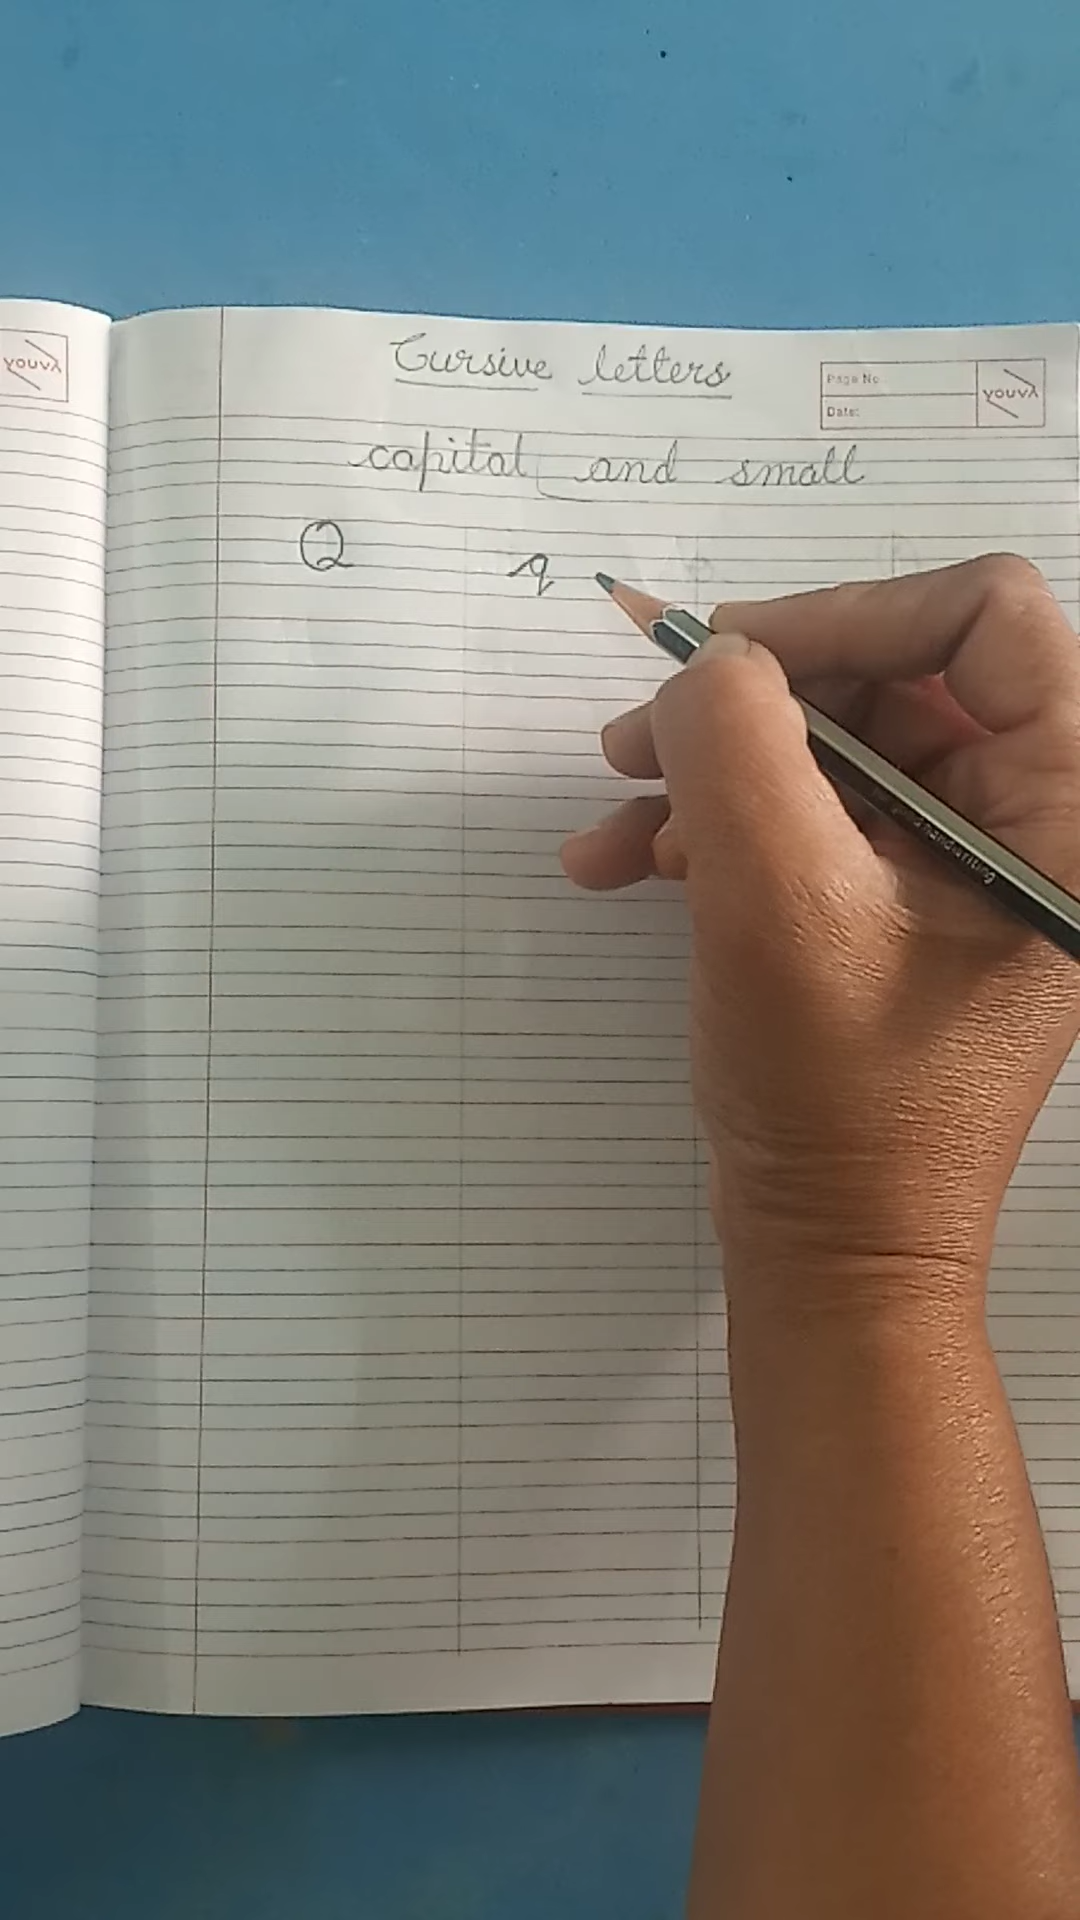 Cursive letters
Page No
Date:
YOUVA
YOUVA
capital and small
Q q